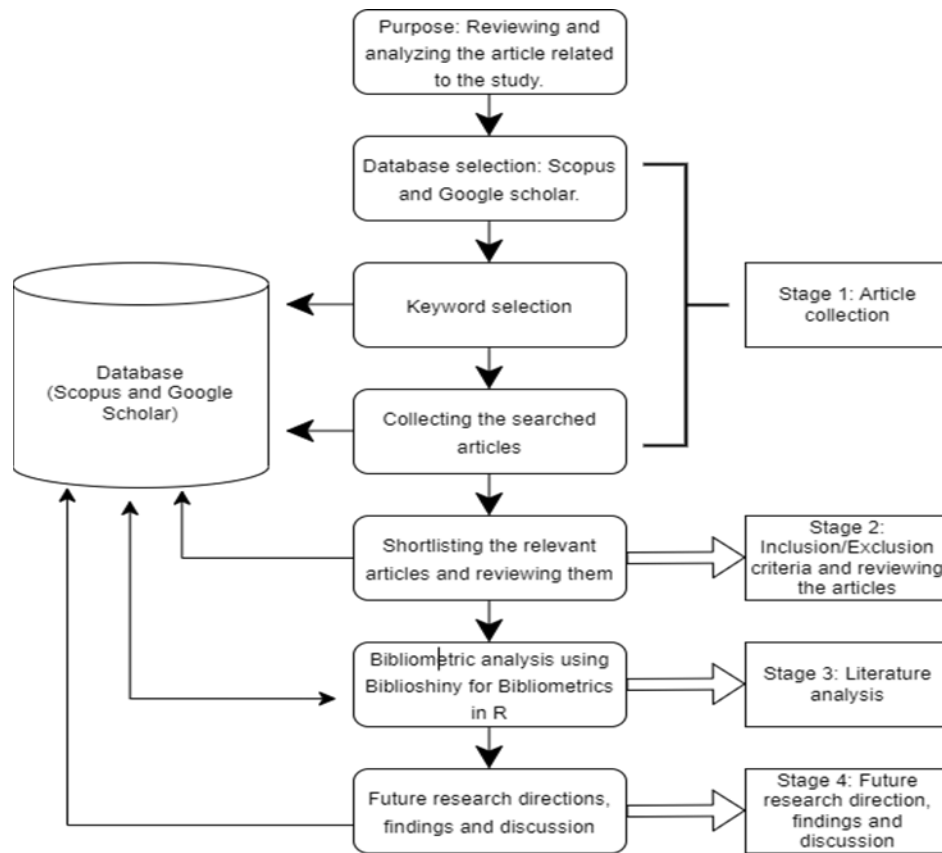 Purpose: Reviewing and
analyzing the article related
to the study.
Database selection: Scopus
and Google scholar.
Keyword selection
Stage 1: Article
collection
Database
(Scopus and Google
Scholar)
Collecting the searched
articles
Shortlisting the relevant
articles and reviewing them
Stage 2:
Inclusion/Exclusion
criteria and reviewing
the articles
Bibliometric analysis using
Biblioshiny for Bibliometrics
in R
Stage 3: Literature
analysis
Future research directions,
findings and discussion
Stage 4: Future
research direction,
findings and
discussion